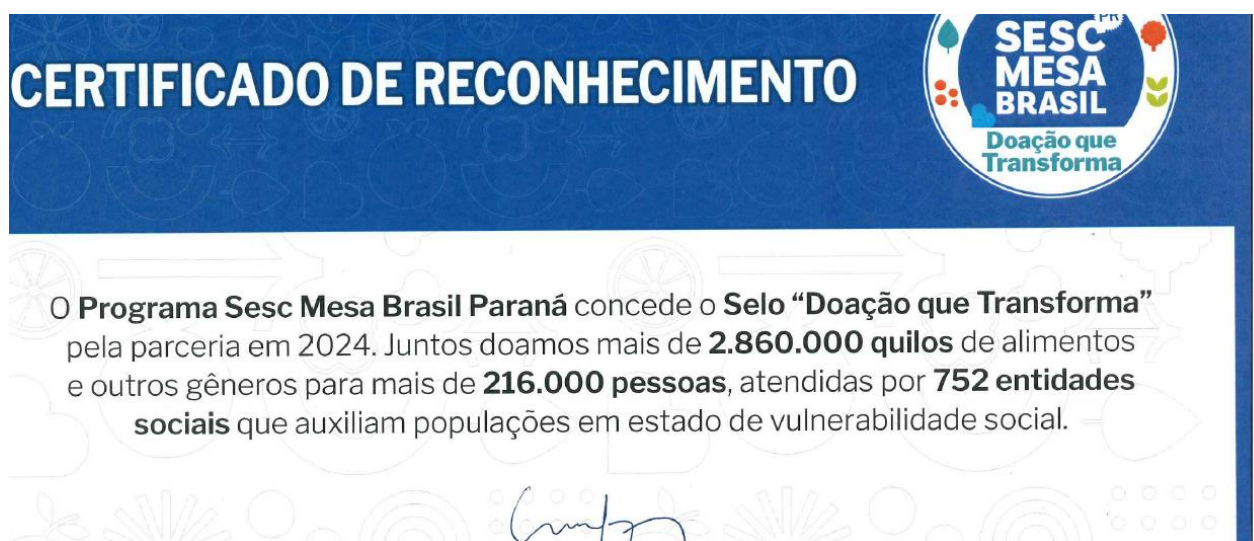 CERTIFICADO DE RECONHECIMENTO
PR
SESC
MESA
BRASIL
Doação que
Transforma
O Programa Sesc Mesa Brasil Paraná concede o Selo “Doação que Transforma”
pela parceria em 2024. Juntos doamos mais de 2.860.000 quilos de alimentos
e outros gêneros para mais de 216.000 pessoas, atendidas por 752 entidades
sociais que auxiliam populações em estado de vulnerabilidade social.